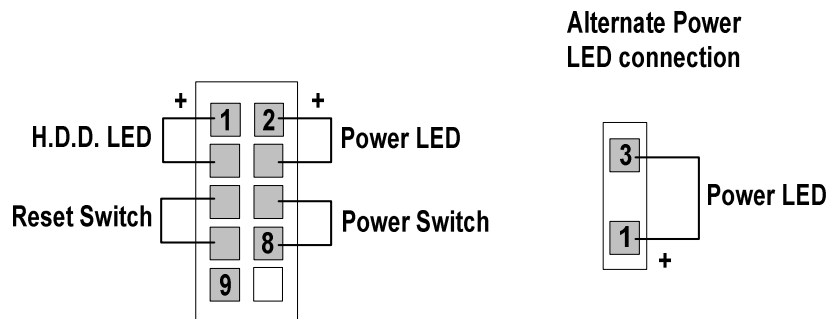 Alternate Power
LED connection
+ +
1 2
H.D.D. LED
Power LED
Reset Switch
Power Switch
8
9
3
Power LED
1
+